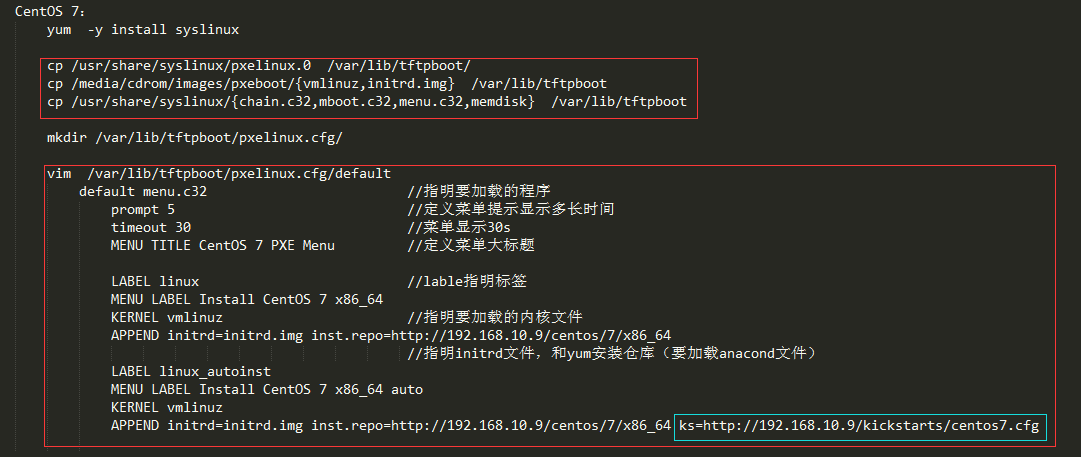 CentOS 7:
yum  -y install syslinux
cp /usr/share/syslinux/pxelinux.0  /var/lib/tftpboot/
cp /media/cdrom/images/pxeboot/{vmlinuz,initrd.img}  /var/lib/tftpboot
cp /usr/share/syslinux/{chain.c32,mboot.c32,menu.c32,memdisk}  /var/lib/tftpboot
mkdir /var/lib/tftpboot/pxelinux.cfg/
vim  /var/lib/tftpboot/pxelinux.cfg/default
default menu.c32 //指明要加载的程序
prompt 5 //定义菜单提示显示多长时间
timeout 30 //菜单显示30s
MENU TITLE CentOS 7 PXE Menu //定义菜单大标题
LABEL linux //lable指明标签
MENU LABEL Install CentOS 7 x86_64
KERNEL vmlinuz //指明要加载的内核文件
APPEND initrd=initrd.img inst.repo=http://192.168.10.9/centos/7/x86_64
//指明initrd文件，和yum安装仓库（要加载anacond文件）
LABEL linux_autoinst
MENU LABEL Install CentOS 7 x86_64 auto
KERNEL vmlinuz
APPEND initrd=initrd.img inst.repo=http://192.168.10.9/centos/7/x86_64 ks=http://192.168.10.9/kickstarts/centos7.cfg